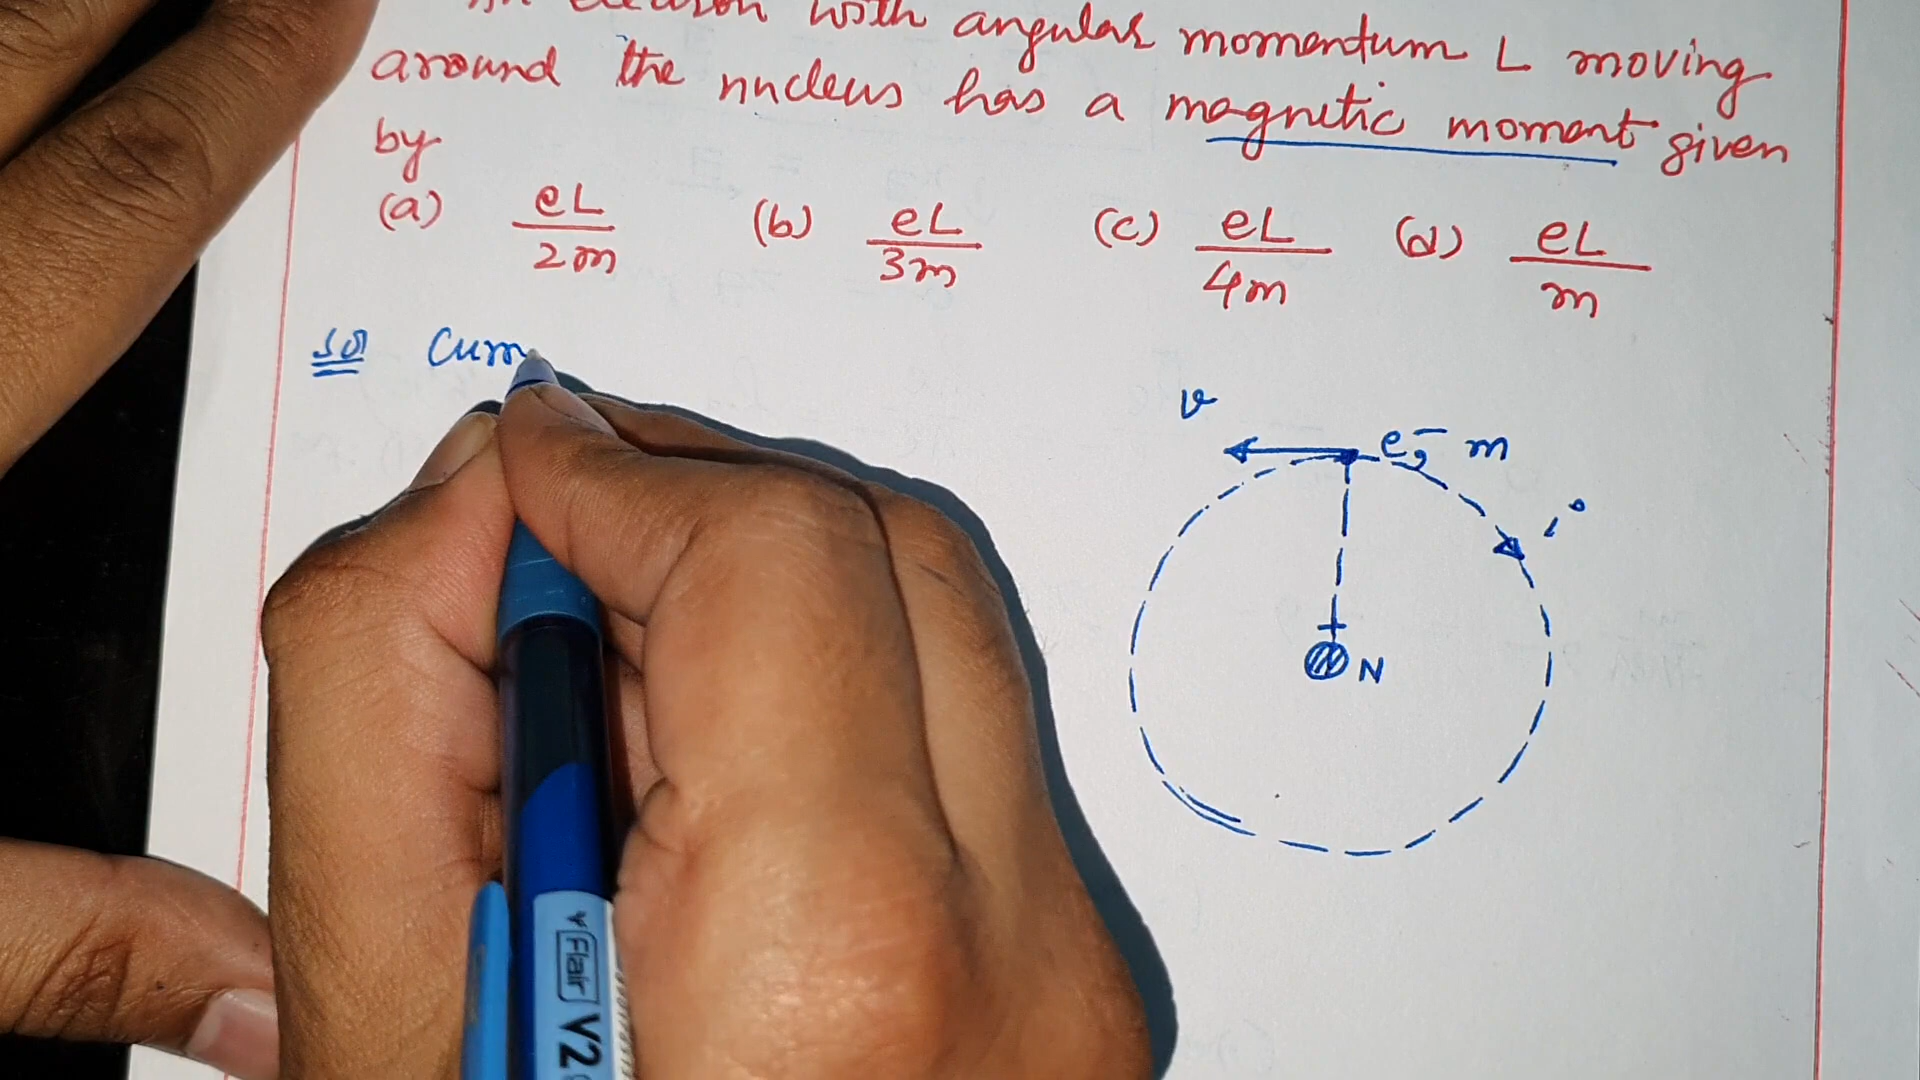 with angular momentum L moving
around the nucleus has a magnetic moment given
by
(a) eL/2m (b) eL/3m (c) eL/4m (d) eL/m
Sol Curr
v
e⁻, m
i
N
Flair
V2